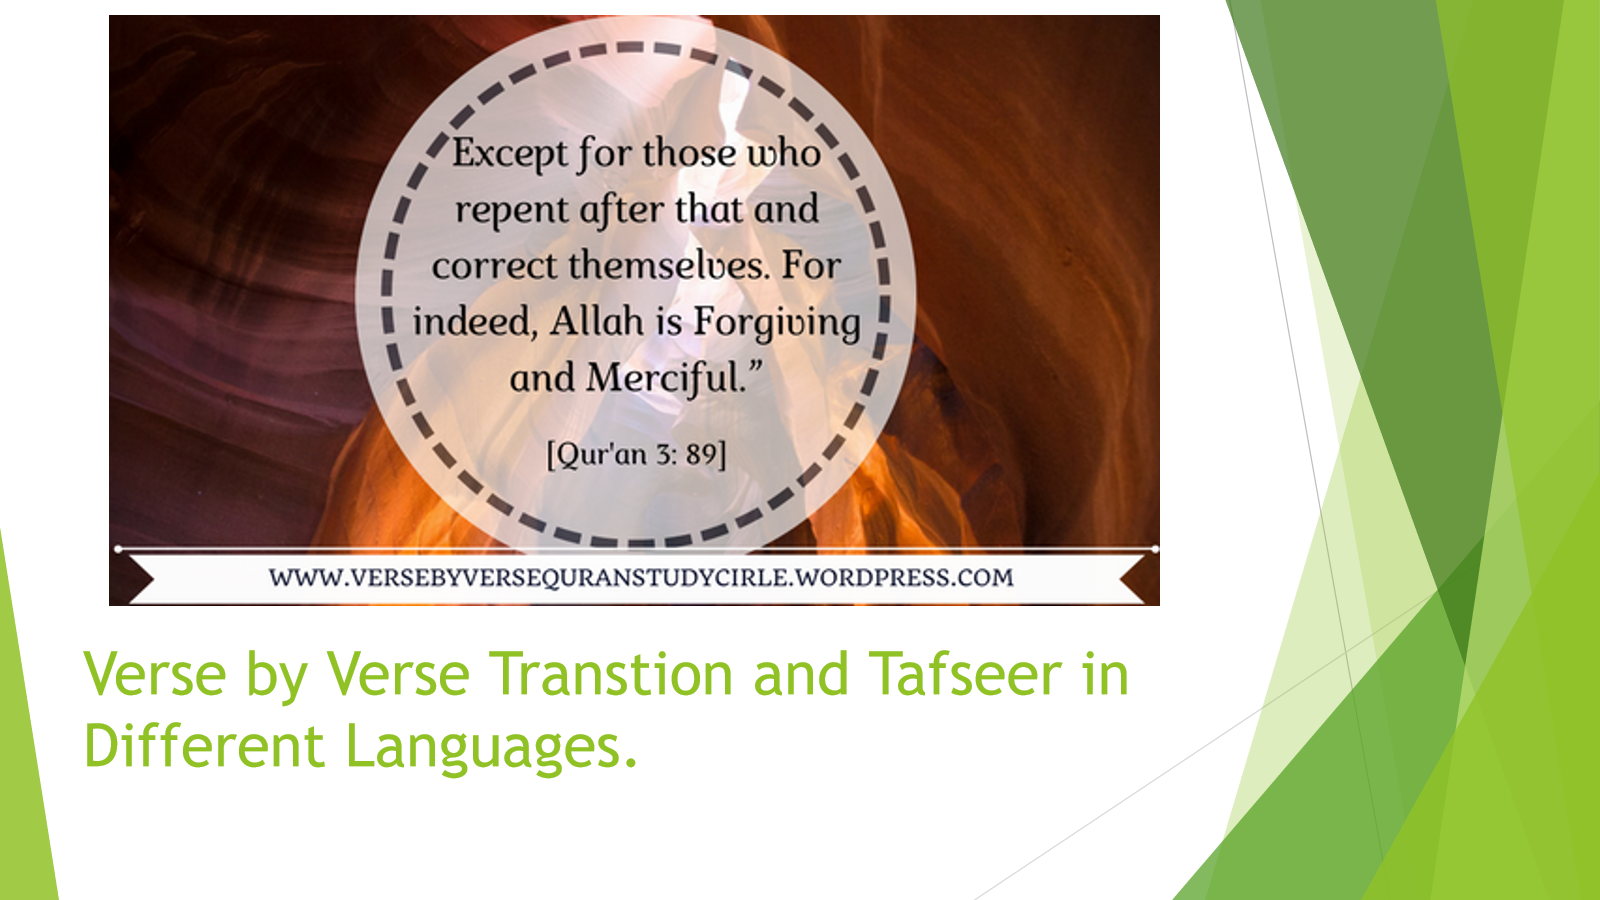 Except for those who
repent after that and
correct themselves. For
indeed, Allah is Forgiving
and Merciful.”
[Qur'an 3: 89]
WWW.VERSEBYVERSEQURANSTUDYCIRLE.WORDPRESS.COM
Verse by Verse Transtion and Tafseer in
Different Languages.